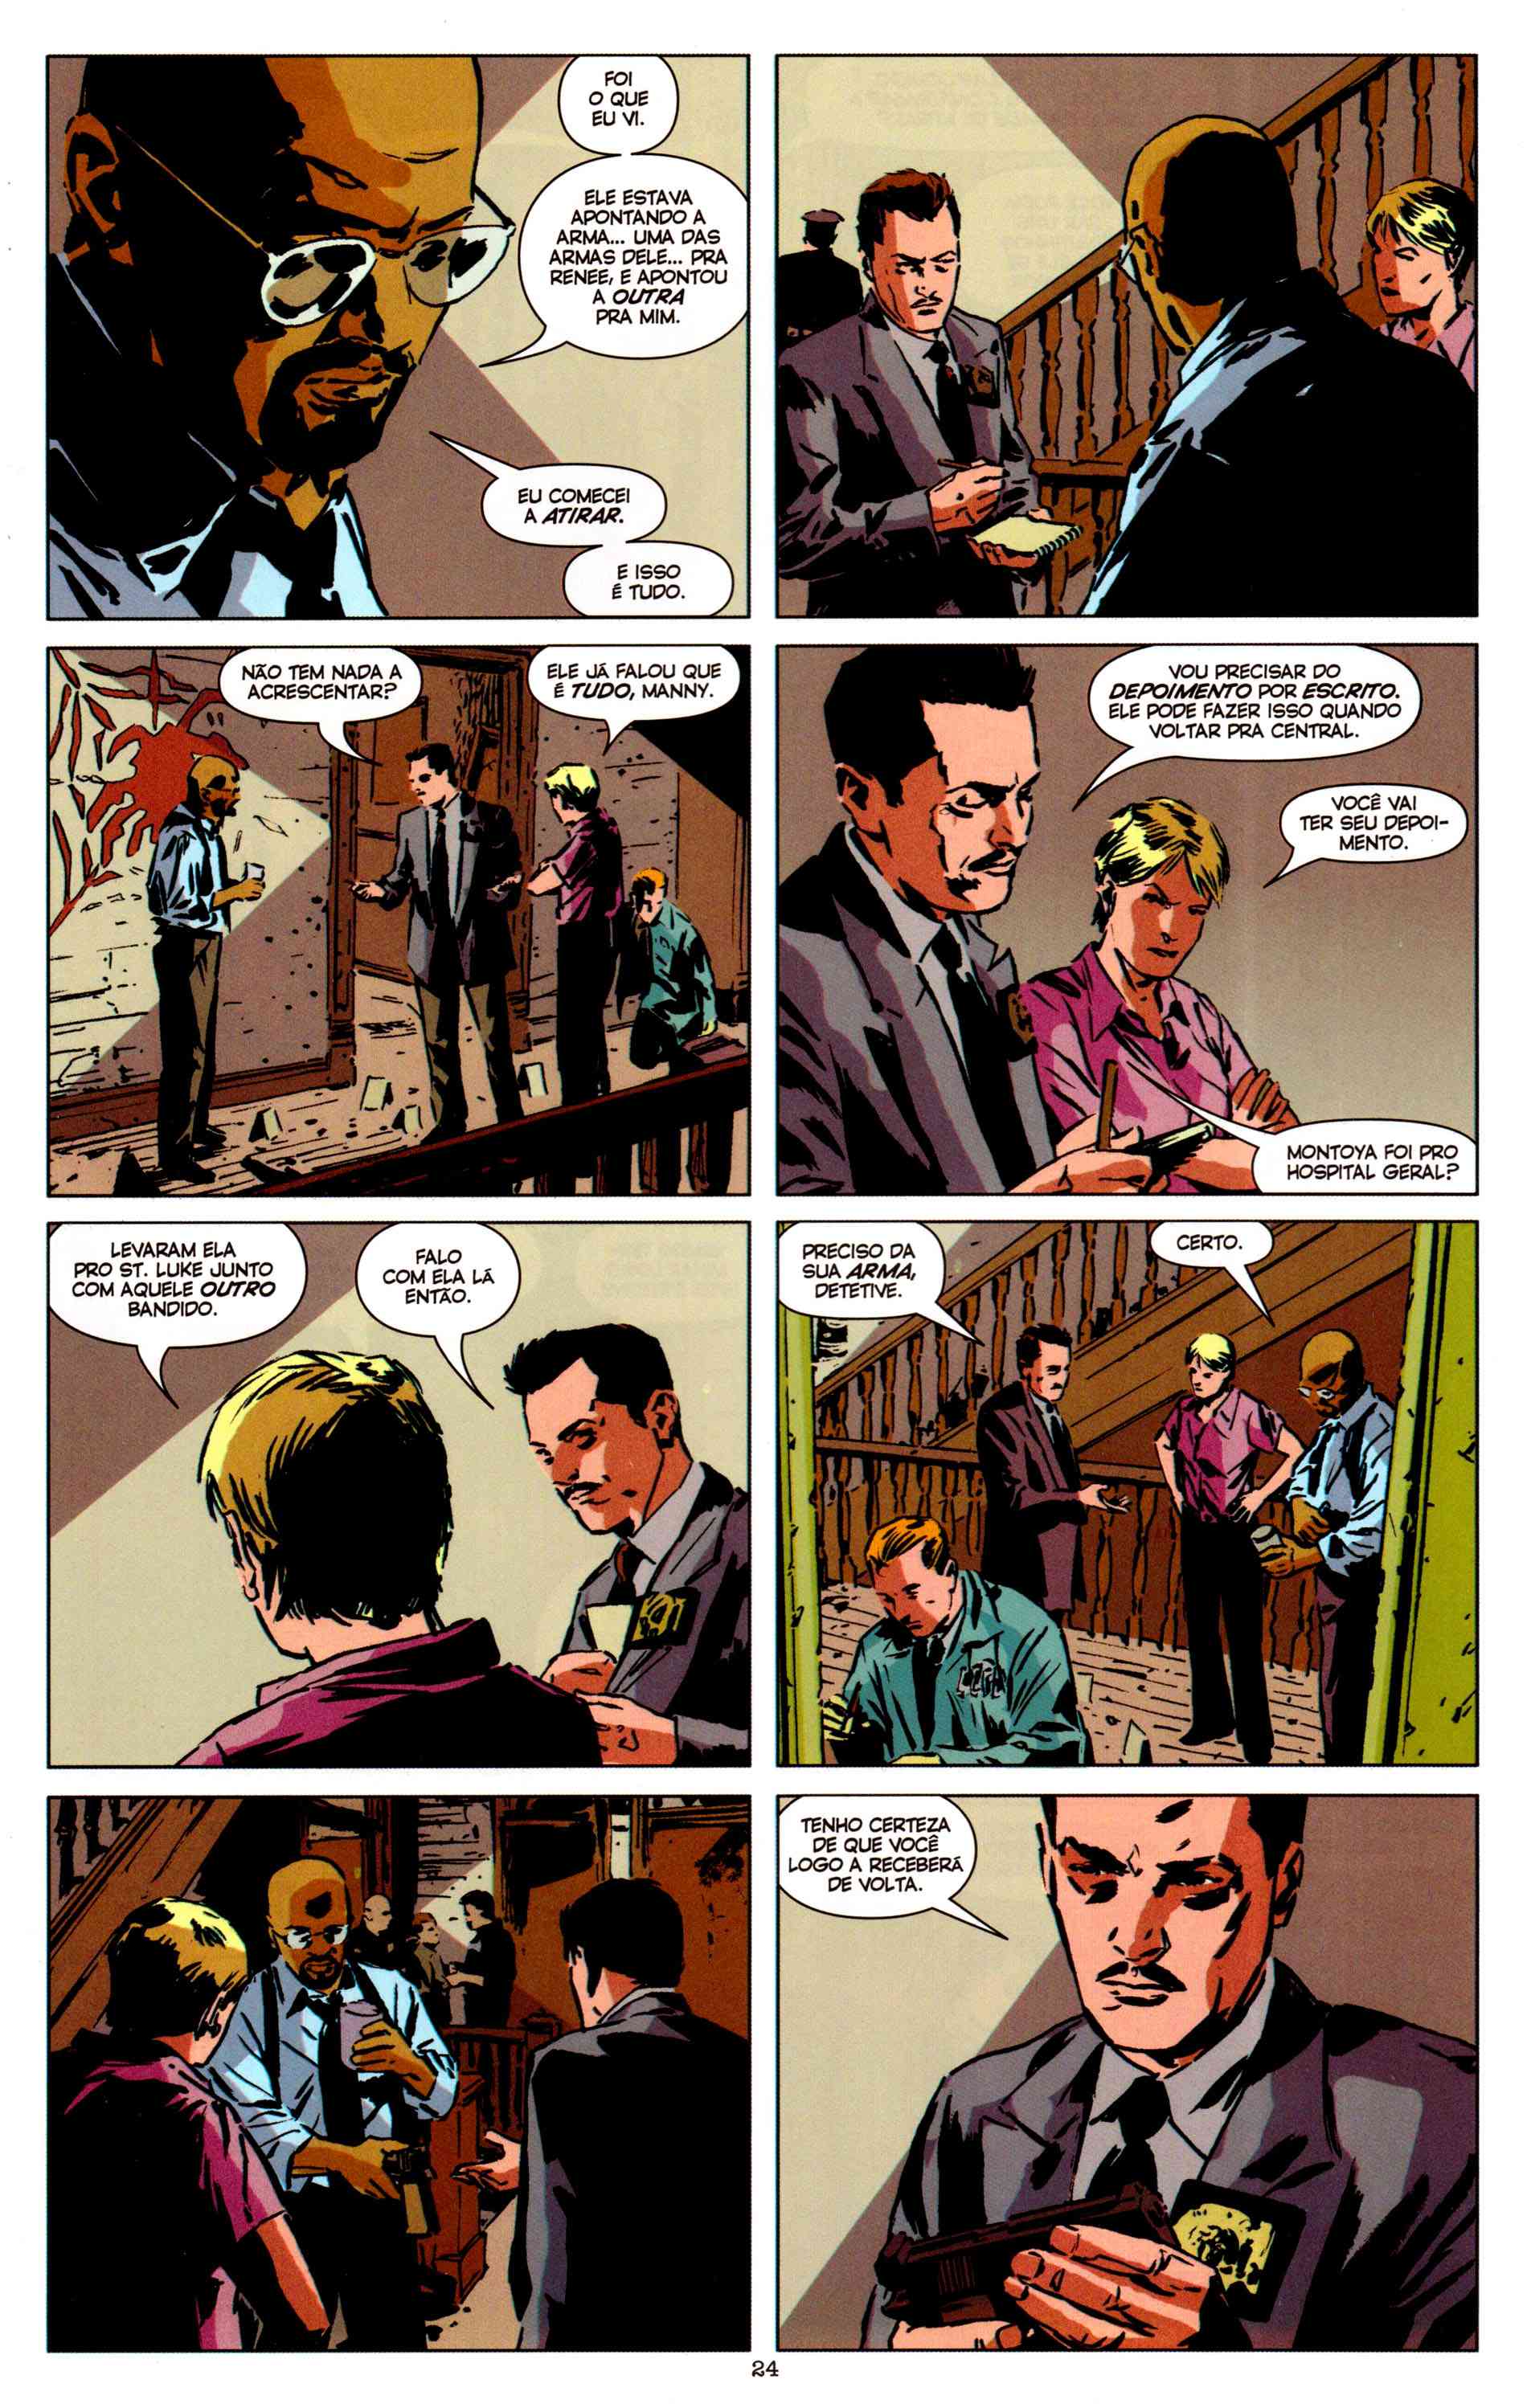 FOI
O QUE
EU VI.
ELE ESTAVA
APONTANDO A
ARMA... UMA DAS
ARMAS DELE... PRA
RENEE, E APONTOU
A OUTRA
PRA MIM.
EU COMECEI
A ATIRAR.
E ISSO
É TUDO.
NÃO TEM NADA A
ACRESCENTAR?
ELE JÁ FALOU QUE
É TUDO, MANNY.
VOU PRECISAR DO
DEPOIMENTO POR ESCRITO.
ELE PODE FAZER ISSO QUANDO
VOLTAR PRA CENTRAL.
VOCÊ VAI
TER SEU DEPOI-
MENTO.
MONTOYA FOI PRO
HOSPITAL GERAL?
LEVARAM ELA
PRO ST. LUKE JUNTO
COM AQUELE OUTRO
BANDIDO.
FALO
COM ELA LÁ
ENTÃO.
PRECISO DA
SUA ARMA,
DETETIVE.
CERTO.
TENHO CERTEZA
DE QUE VOCÊ
LOGO A RECEBERÁ
DE VOLTA.
24